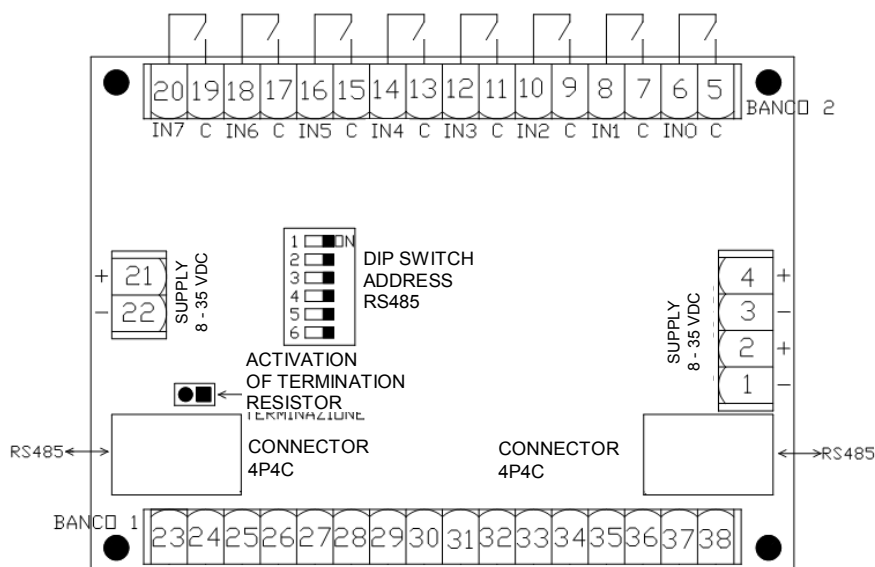 20 19 18 17 16 15 14 13 12 11 10 9 8 7 6 5
BANCO 2
IN7 C IN6 C IN5 C IN4 C IN3 C IN2 C IN1 C IN0 C
1 ON
2
3
4
5
6
DIP SWITCH
ADDRESS
RS485
+ 21
- 22
SUPPLY
8 - 35 VDC
SUPPLY
8 - 35 VDC
4 +
3 -
2 +
1 -
ACTIVATION
OF TERMINATION
RESISTOR
TERMINAZIONE
RS485
CONNECTOR
4P4C
CONNECTOR
4P4C
RS485
BANCO 1
23 24 25 26 27 28 29 30 31 32 33 34 35 36 37 38